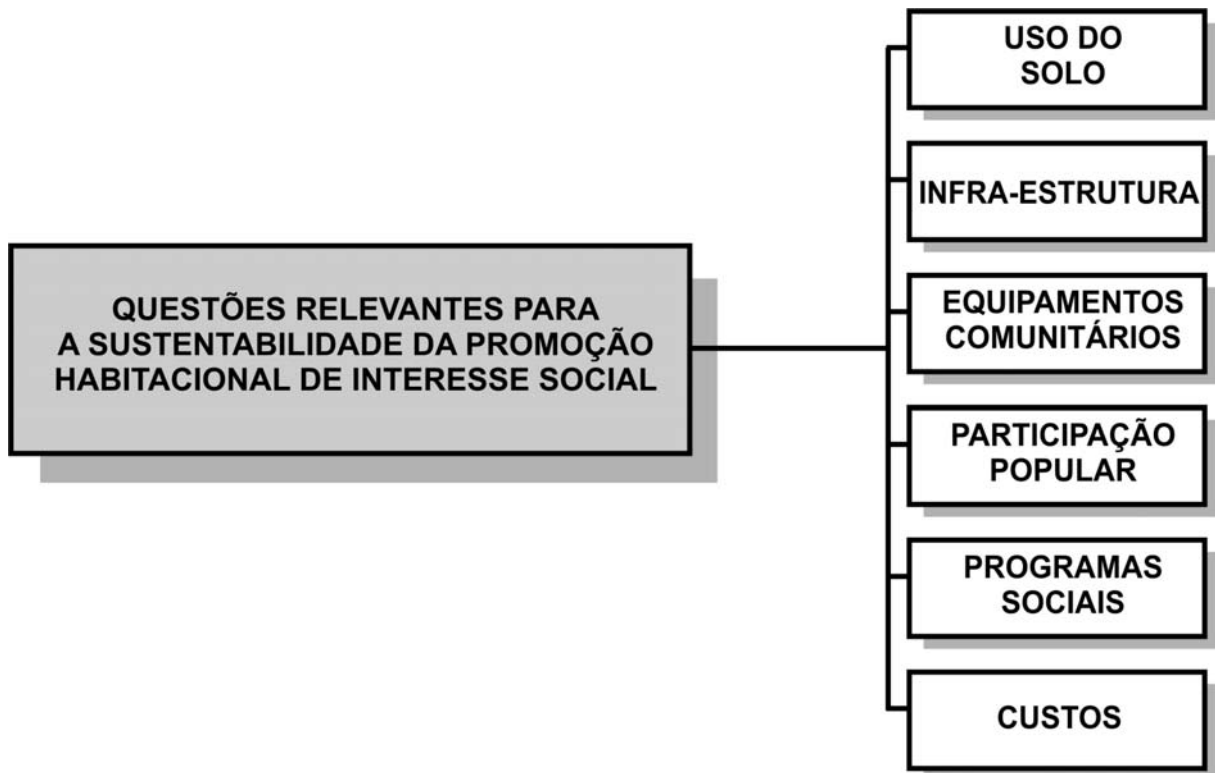 QUESTÕES RELEVANTES PARA
A SUSTENTABILIDADE DA PROMOÇÃO
HABITACIONAL DE INTERESSE SOCIAL
USO DO
SOLO
INFRA-ESTRUTURA
EQUIPAMENTOS
COMUNITÁRIOS
PARTICIPAÇÃO
POPULAR
PROGRAMAS
SOCIAIS
CUSTOS